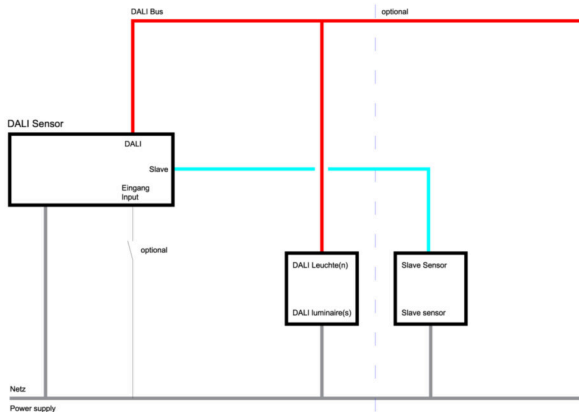 DALI Bus
optional
DALI Sensor
DALI
Slave
Eingang
Input
optional
DALI Leuchte(n)
DALI luminaire(s)
Slave Sensor
Slave sensor
Netz
Power supply